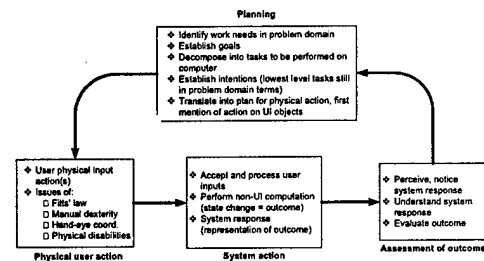 Planning
❖ Identify work needs in problem domain
❖ Establish goals
❖ Decompose into tasks to be performed on
computer
❖ Establish intentions (lowest level tasks still
in problem domain terms)
❖ Translate into plan for physical action, first
mention of action on UI objects
❖ User physical input
action(s)
❖ Issues of:
□ Fitts' law
□ Manual dexterity
□ Hand-eye coord.
□ Physical disabilities
Physical user action
❖ Accept and process user
inputs
❖ Perform non-UI computation
(state change = outcome)
❖ System response
(representation of outcome)
System action
❖ Perceive, notice
system response
❖ Understand system
response
❖ Evaluate outcome
Assessment of outcome